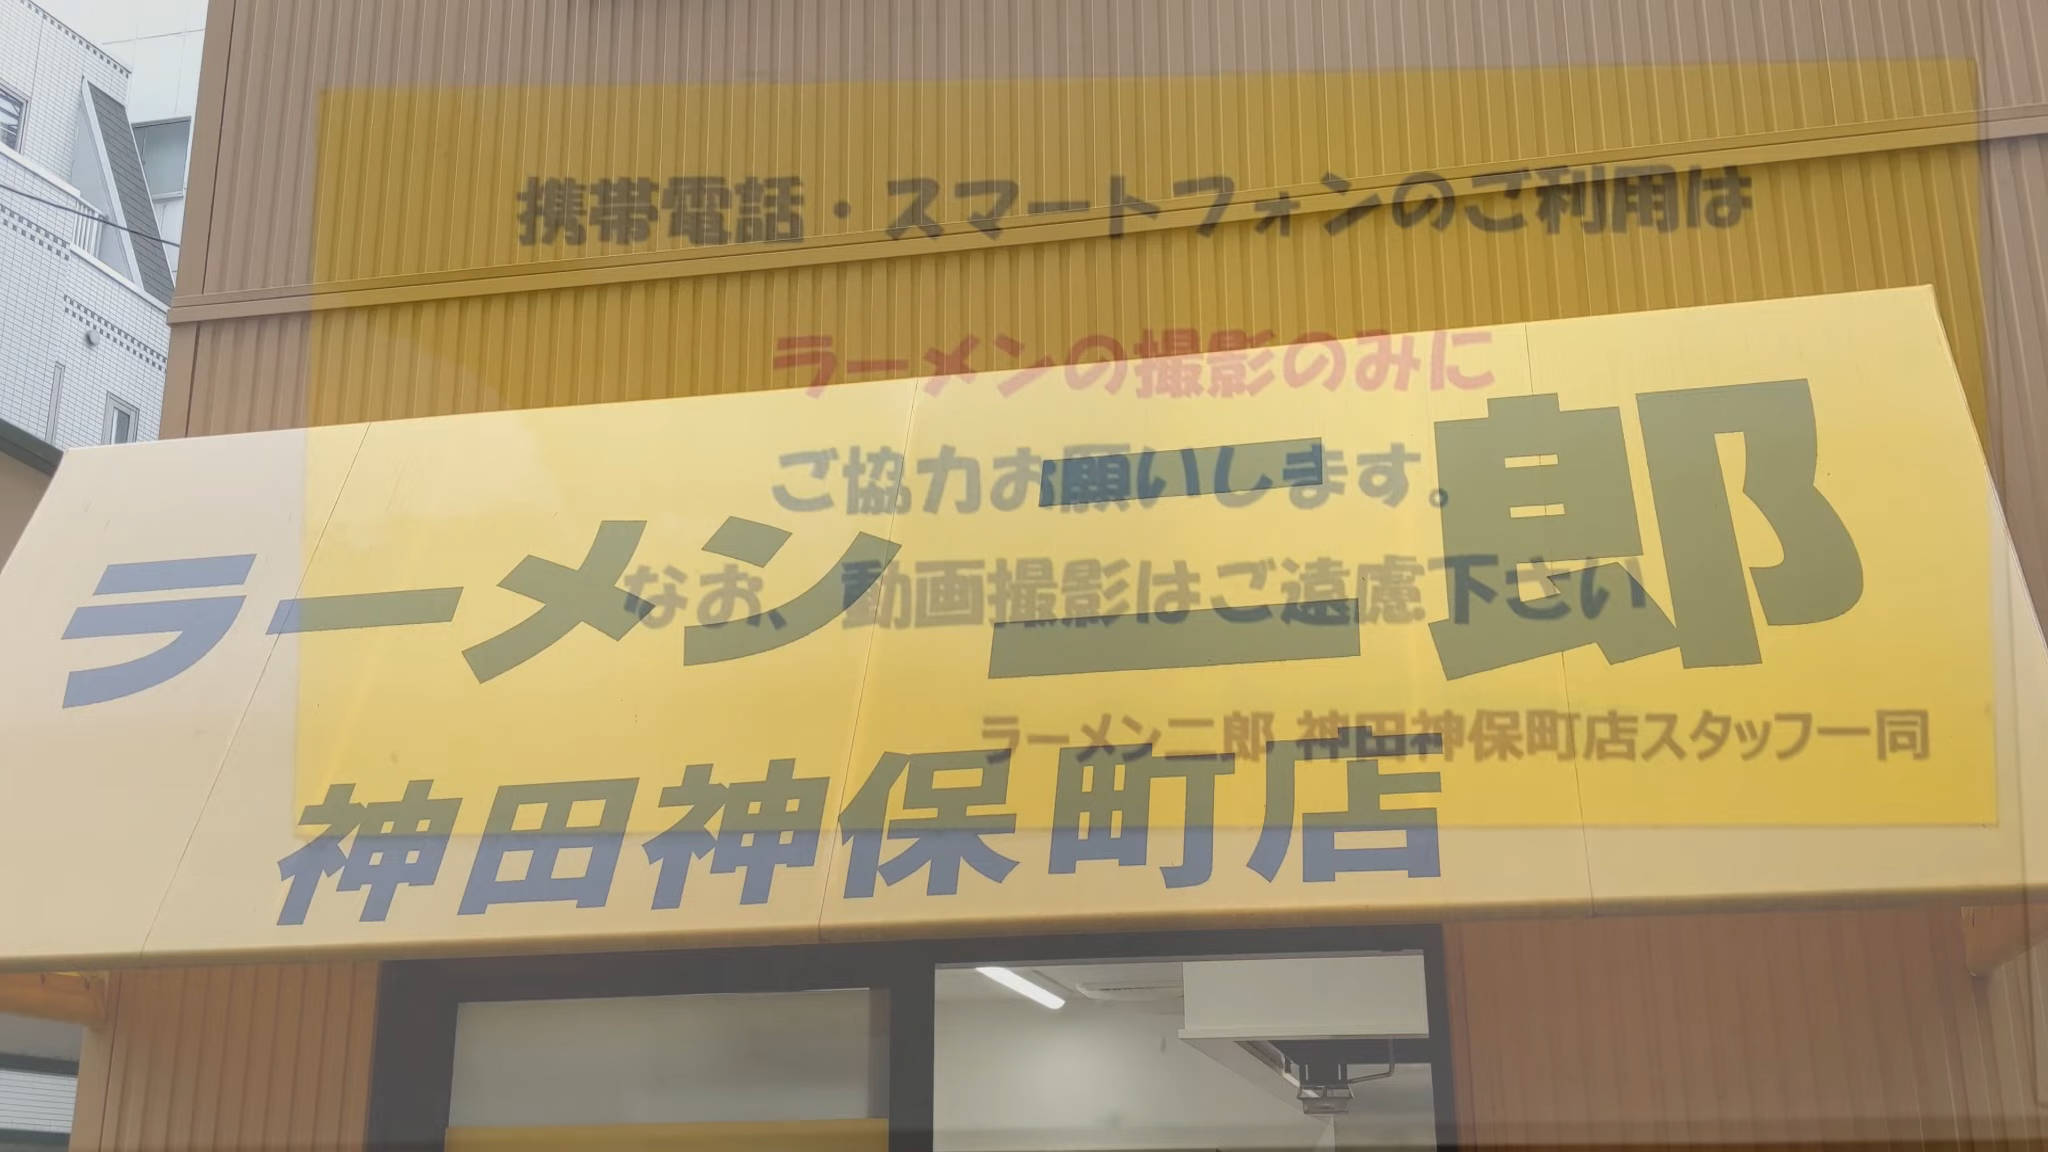 携帯電話・スマートフォンのご利用は
ラーメンの撮影のみに
ご協力お願いします。
なお、動画撮影はご遠慮下さい
ラーメン二郎 神田神保町店スタッフ一同
ラーメン二郎
神田神保町店